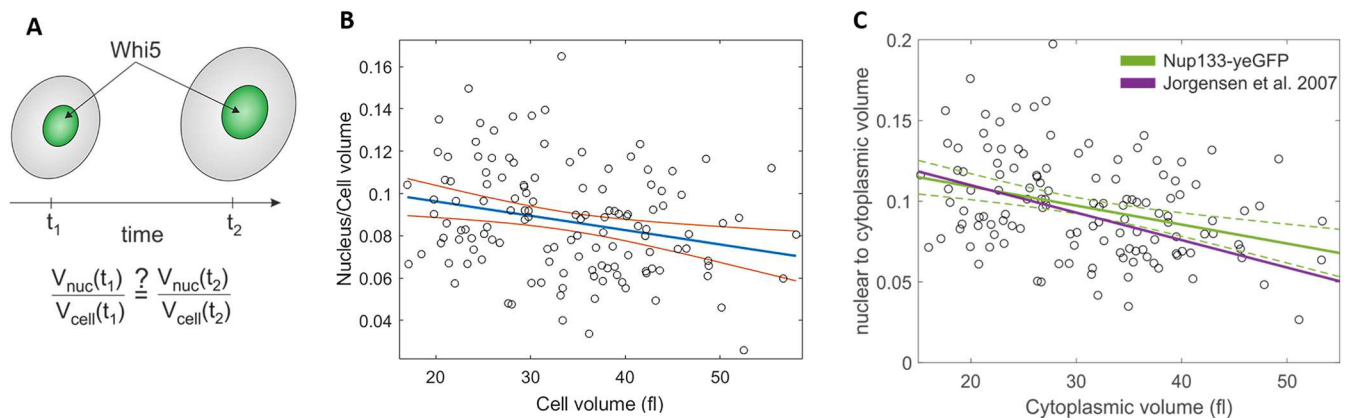 A
Whi5
t1
t2
time
Vnuc(t1) ? Vnuc(t2)
=
Vcell(t1) Vcell(t2)
B
Nucleus/Cell volume
0.16
0.14
0.12
0.1
0.08
0.06
0.04
20 30 40 50
Cell volume (fl)
C
nuclear to cytoplasmic volume
0.2
0.15
0.1
0.05
0
Nup133-yeGFP
Jorgensen et al. 2007
20 30 40 50
Cytoplasmic volume (fl)